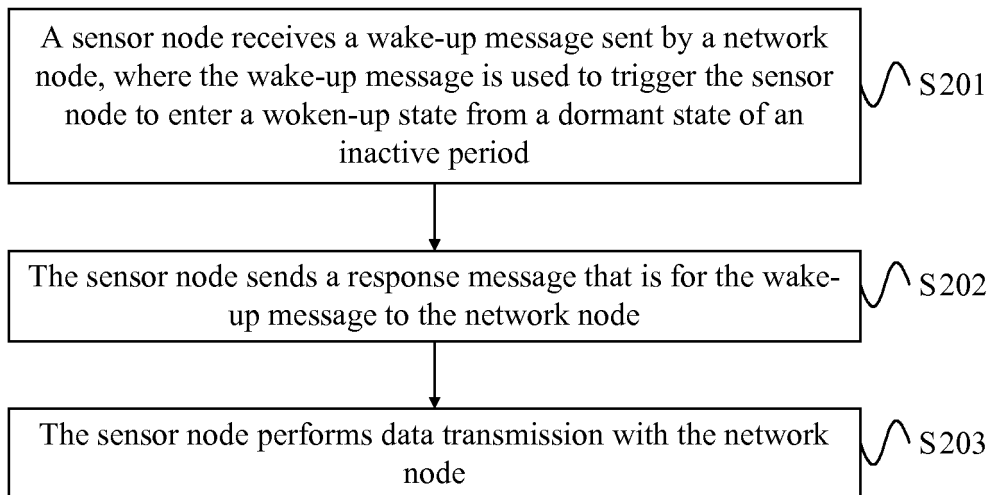 A sensor node receives a wake-up message sent by a network
node, where the wake-up message is used to trigger the sensor
node to enter a woken-up state from a dormant state of an
inactive period
S201
The sensor node sends a response message that is for the wake-
up message to the network node
S202
The sensor node performs data transmission with the network
node
S203